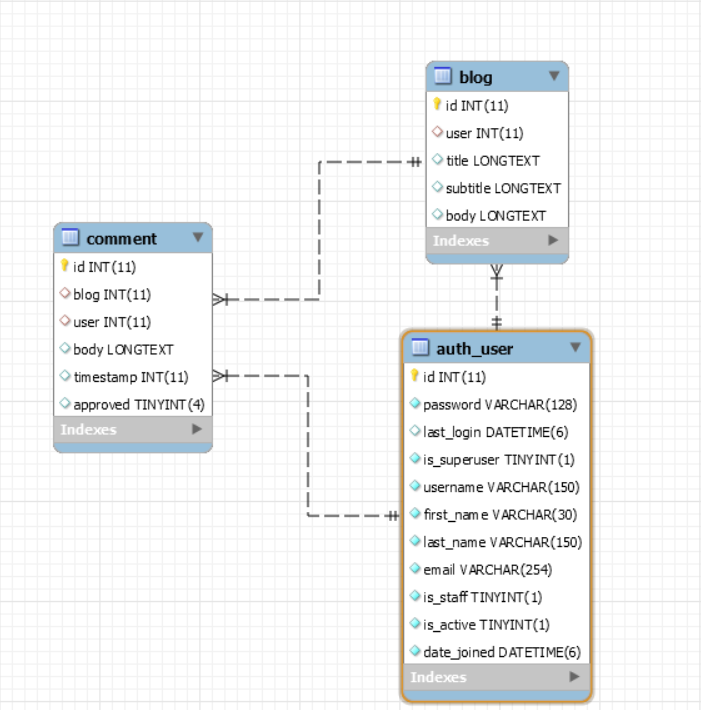 blog
id INT(11)
user INT(11)
title LONGTEXT
subtitle LONGTEXT
body LONGTEXT
Indexes
comment
id INT(11)
blog INT(11)
user INT(11)
body LONGTEXT
timestamp INT(11)
approved TINYINT(4)
Indexes
auth_user
id INT(11)
password VARCHAR(128)
last_login DATETIME(6)
is_superuser TINYINT(1)
username VARCHAR(150)
first_name VARCHAR(30)
last_name VARCHAR(150)
email VARCHAR(254)
is_staff TINYINT(1)
is_active TINYINT(1)
date_joined DATETIME(6)
Indexes